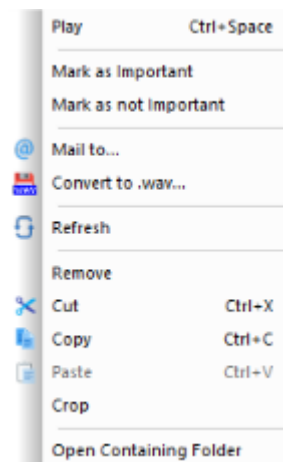 Play Ctrl+Space
Mark as Important
Mark as not Important
Mail to...
Convert to .wav...
Refresh
Remove
Cut Ctrl+X
Copy Ctrl+C
Paste Ctrl+V
Crop
Open Containing Folder